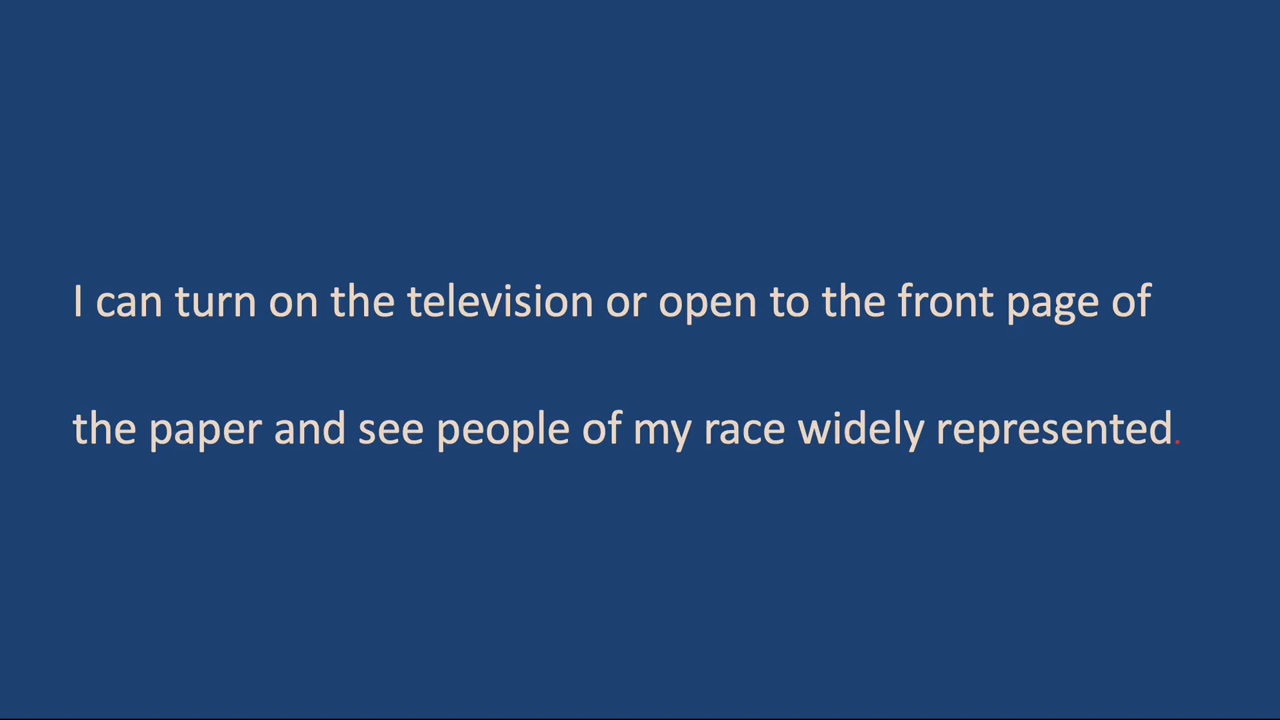 I can turn on the television or open to the front page of
the paper and see people of my race widely represented.